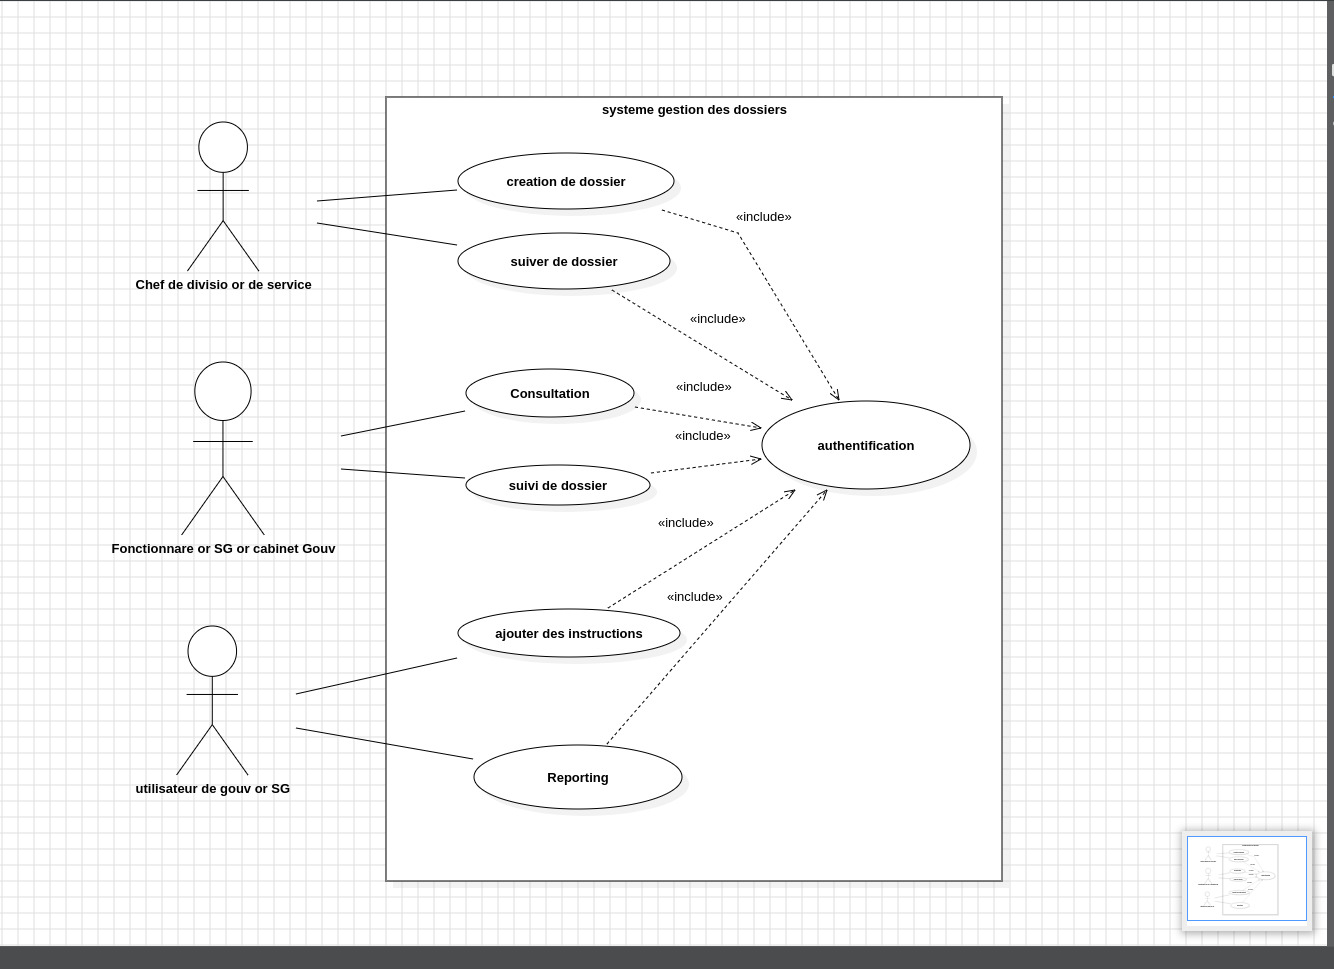 systeme gestion des dossiers
creation de dossier
«include»
suiver de dossier
Chef de divisio or de service
«include»
«include»
Consultation
«include»
authentification
suivi de dossier
«include»
Fonctionnare or SG or cabinet Gouv
«include»
ajouter des instructions
Reporting
utilisateur de gouv or SG